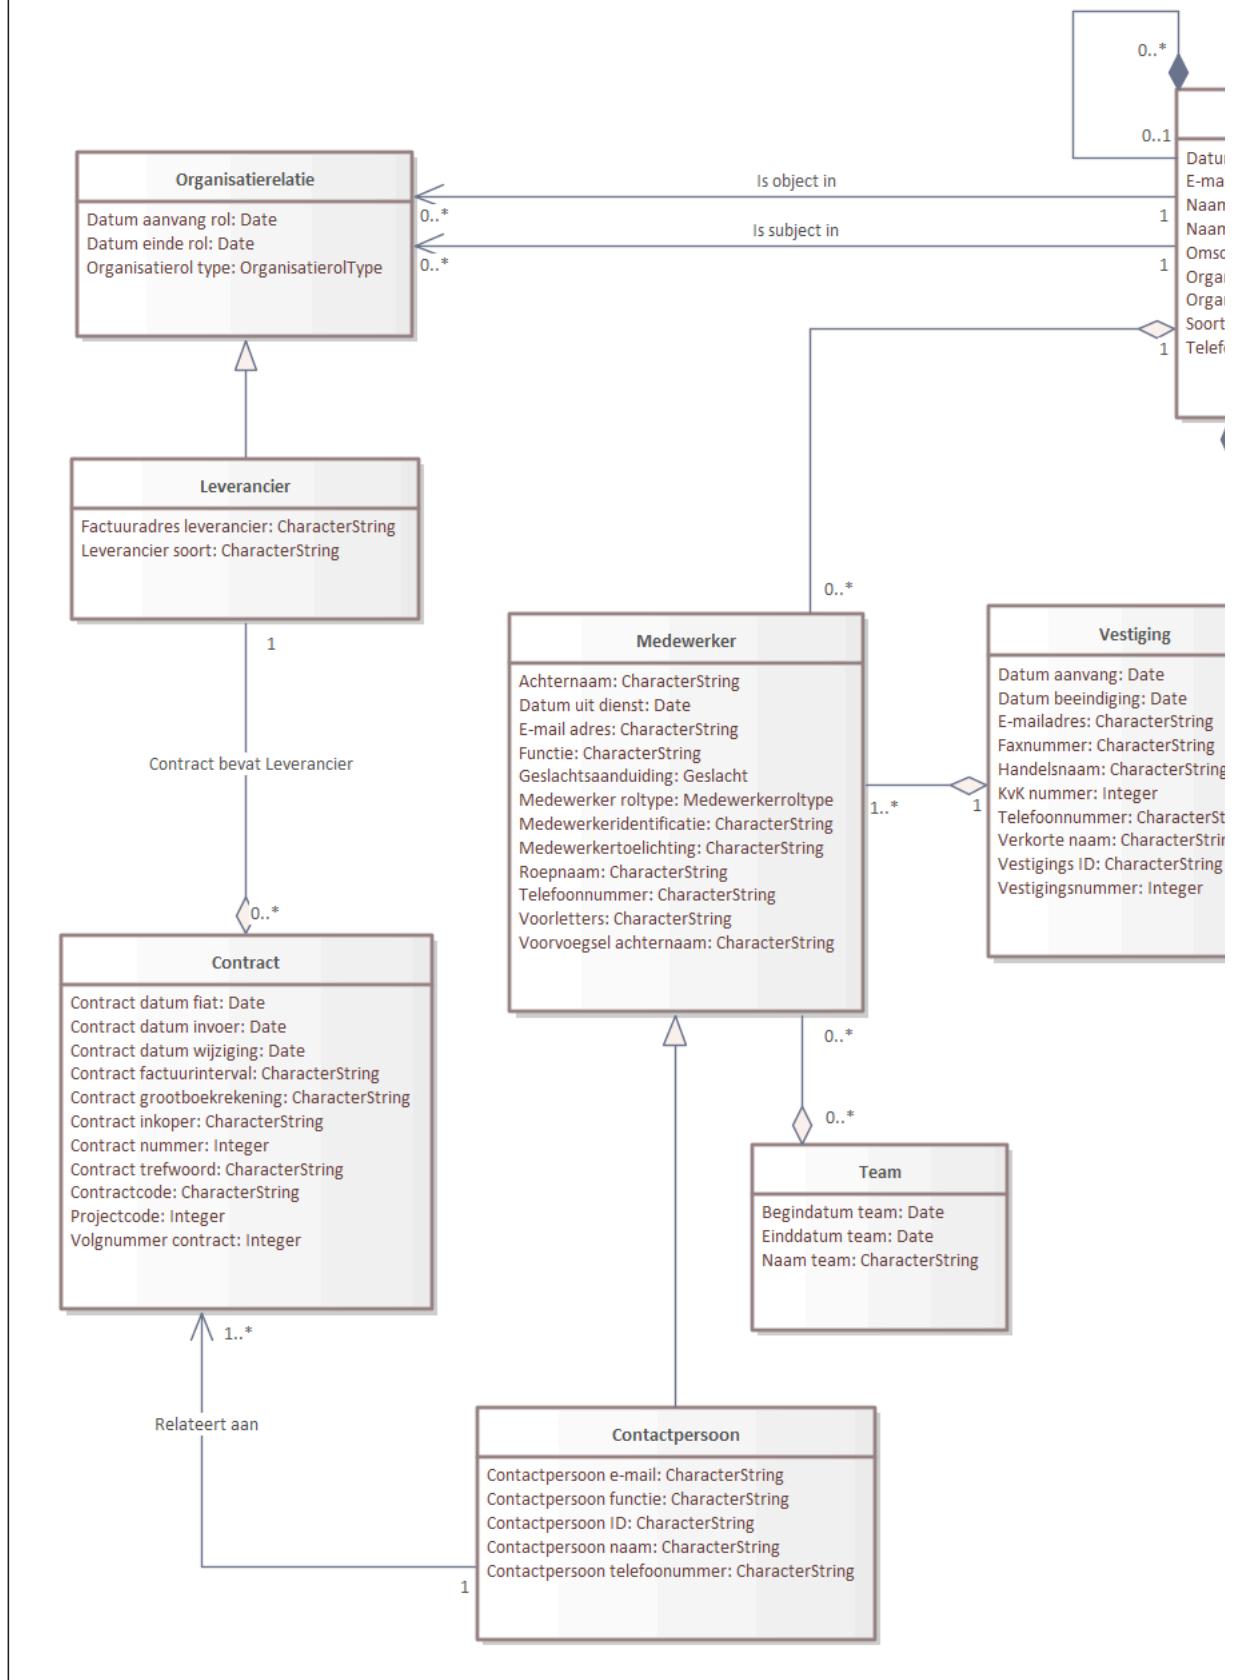 0..*
0..1
Organisatierelatie
Datum aanvang rol: Date
Datum einde rol: Date
Organisatierol type: OrganisatierolType
Is object in
0..*
1
Is subject in
0..*
1
Datu
E-ma
Naam
Naam
Omsc
Orga
Orga
Soort
Telef
1
Leverancier
Factuuradres leverancier: CharacterString
Leverancier soort: CharacterString
1
Contract bevat Leverancier
0..*
0..*
Medewerker
Achternaam: CharacterString
Datum uit dienst: Date
E-mail adres: CharacterString
Functie: CharacterString
Geslachtsaanduiding: Geslacht
Medewerker roltype: Medewerkerroltype
Medewerkeridentificatie: CharacterString
Medewerkertoelichting: CharacterString
Roepnaam: CharacterString
Telefoonnummer: CharacterString
Voorletters: CharacterString
Voorvoegsel achternaam: CharacterString
1..*
1
Vestiging
Datum aanvang: Date
Datum beeindiging: Date
E-mailadres: CharacterString
Faxnummer: CharacterString
Handelsnaam: CharacterString
KvK nummer: Integer
Telefoonnummer: CharacterSt
Verkorte naam: CharacterStrin
Vestigings ID: CharacterString
Vestigingsnummer: Integer
Contract
Contract datum fiat: Date
Contract datum invoer: Date
Contract datum wijziging: Date
Contract factuurinterval: CharacterString
Contract grootboekrekening: CharacterString
Contract inkoper: CharacterString
Contract nummer: Integer
Contract trefwoord: CharacterString
Contractcode: CharacterString
Projectcode: Integer
Volgnummer contract: Integer
0..*
0..*
Team
Begindatum team: Date
Einddatum team: Date
Naam team: CharacterString
1..*
Relateert aan
1
Contactpersoon
Contactpersoon e-mail: CharacterString
Contactpersoon functie: CharacterString
Contactpersoon ID: CharacterString
Contactpersoon naam: CharacterString
Contactpersoon telefoonummer: CharacterString